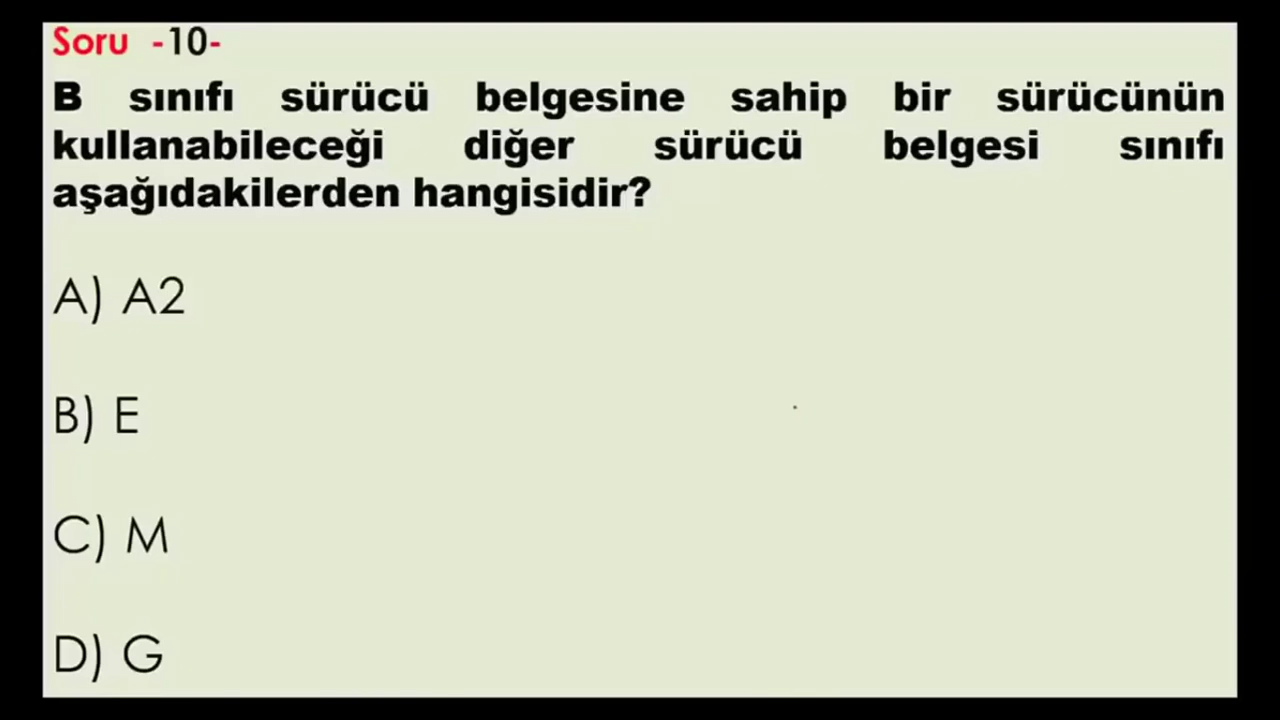 Soru -10-
B sınıfı sürücü belgesine sahip bir sürücünün
kullanabileceği diğer sürücü belgesi sınıfı
aşağıdakilerden hangisidir?
A) A2
B) E
C) M
D) G